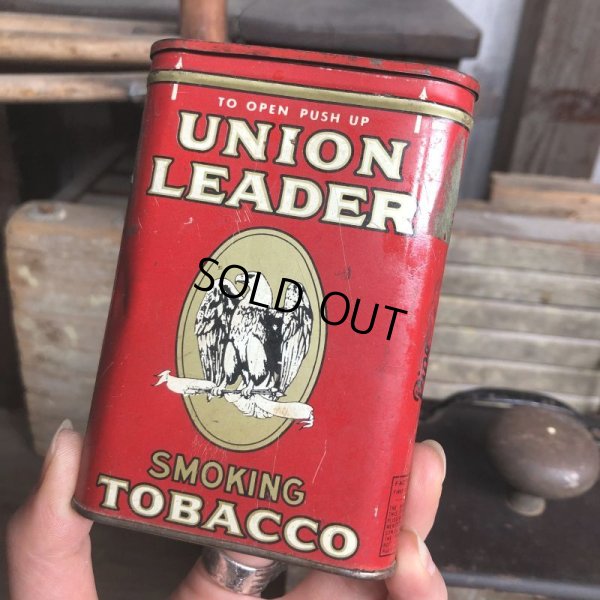 TO OPEN PUSH UP
UNION
LEADER
SOLD OUT
SMOKING
TOBACCO